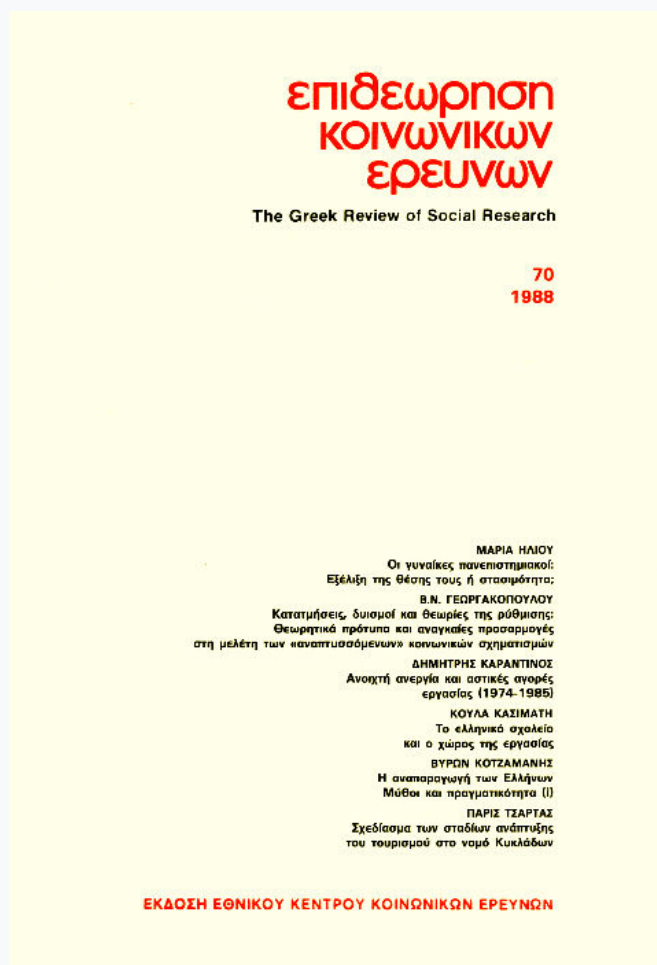 επιθεωρηση
κοινωνικων
ερευνων
The Greek Review of Social Research
70
1988
ΜΑΡΙΑ ΗΛΙΟΥ
Οι γυναίκες πανεπιστημιακοί:
Εξέλιξη της θέσης τους ή στασιμότητα;
Β.Ν. ΓΕΩΡΓΑΚΟΠΟΥΛΟΥ
Κατατμήσεις, δυισμοί και θεωρίες της ρύθμισης:
Θεωρητικά πρότυπα και αναγκαίες προσαρμογές
στη μελέτη των «αναπτυσσόμενων» κοινωνικών σχηματισμών
ΔΗΜΗΤΡΗΣ ΚΑΡΑΝΤΙΝΟΣ
Ανοιχτή ανεργία και αστικές αγορές
εργασίας (1974-1985)
ΚΟΥΛΑ ΚΑΣΙΜΑΤΗ
Το ελληνικό σχολείο
και ο χώρος της εργασίας
ΒΥΡΩΝ ΚΟΤΖΑΜΑΝΗΣ
Η αναπαραγωγή των Ελλήνων
Μύθοι και πραγματικότητα (Ι)
ΠΑΡΙΣ ΤΣΑΡΤΑΣ
Σχεδίασμα των σταδίων ανάπτυξης
του τουρισμού στο νομό Κυκλάδων
ΕΚΔΟΣΗ ΕΘΝΙΚΟΥ ΚΕΝΤΡΟΥ ΚΟΙΝΩΝΙΚΩΝ ΕΡΕΥΝΩΝ